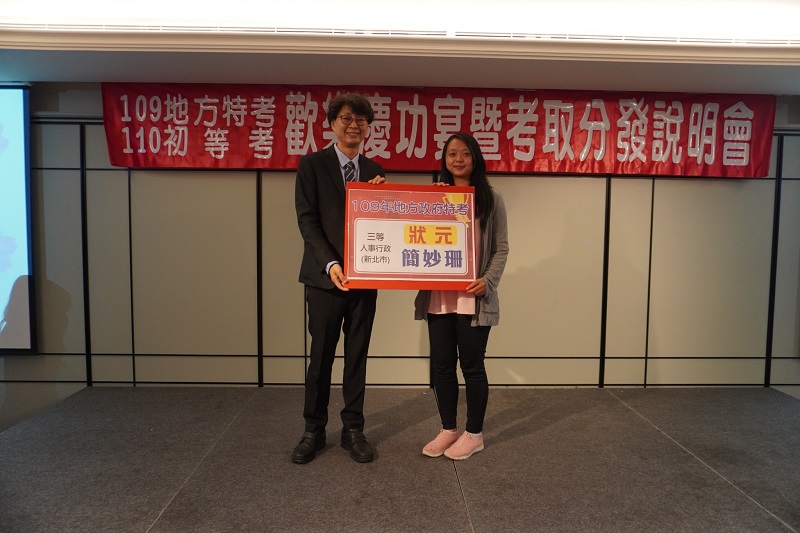 109地方特考
110初等考
歡樂慶功宴暨考取分發說明會
109年地方政府特考
三等
人事行政
(新北市)
狀元
簡妙珊